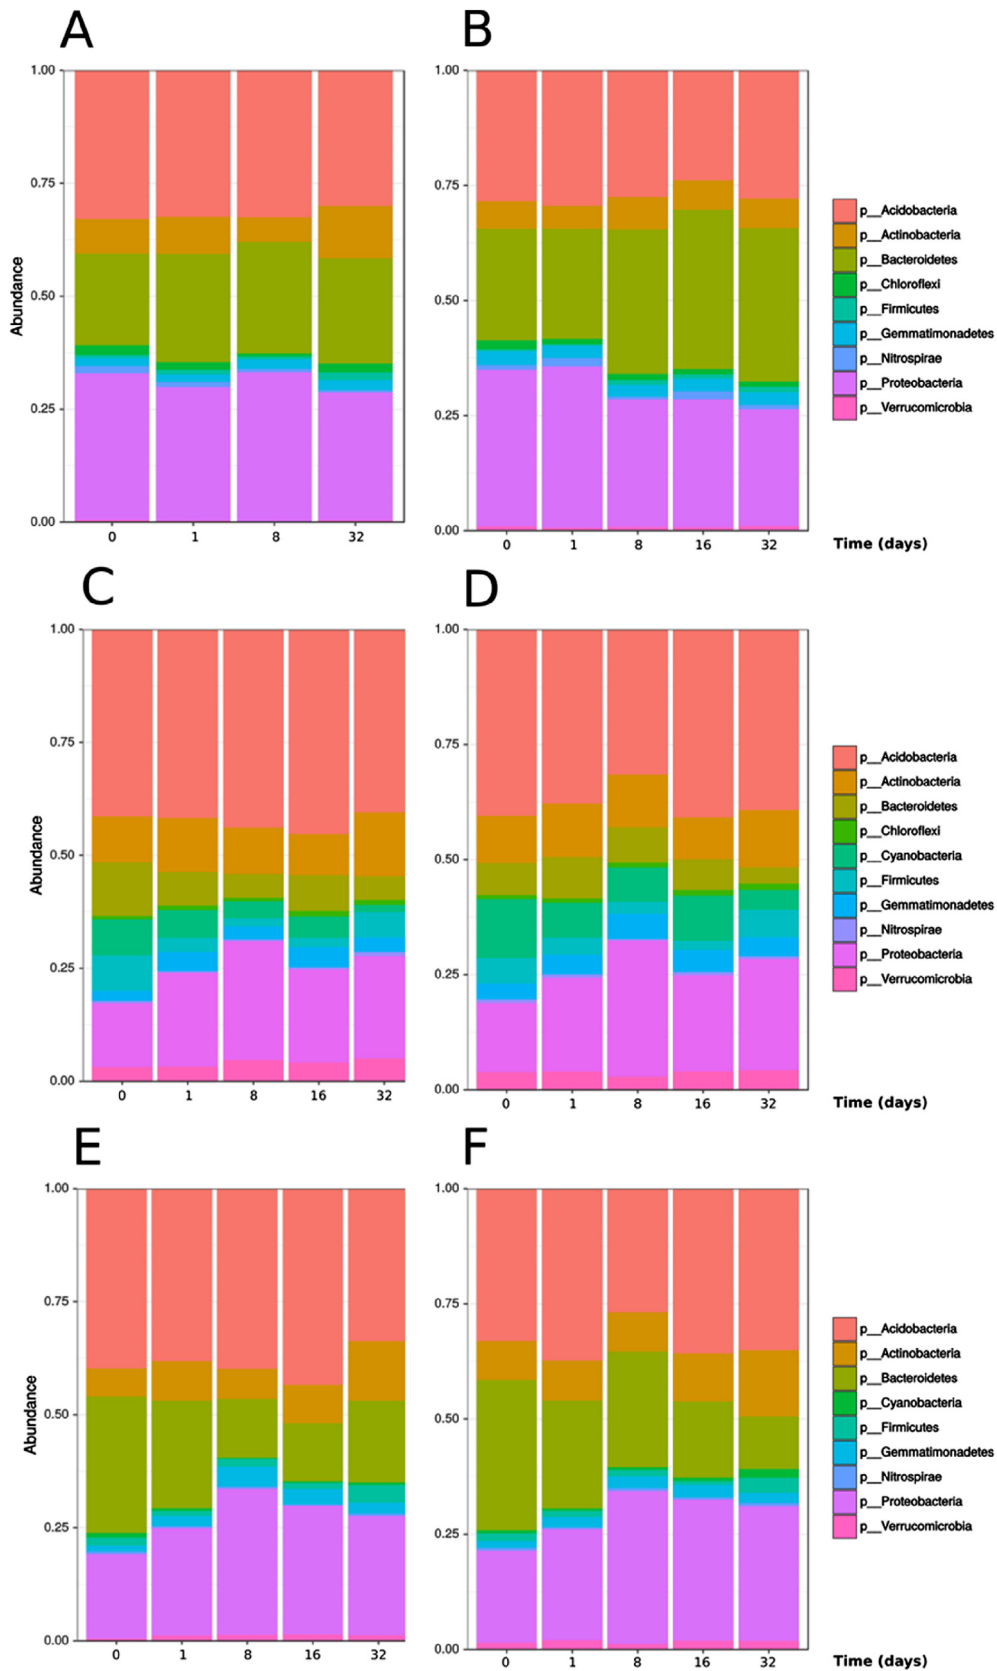 A
B
1.00
0.75
0.50
0.25
0.00
Abundance
0 1 8 32
1.00
0.75
0.50
0.25
0.00
0 1 8 16 32
Time (days)
p__Acidobacteria
p__Actinobacteria
p__Bacteroidetes
p__Chloroflexi
p__Firmicutes
p__Gemmatimonadetes
p__Nitrospirae
p__Proteobacteria
p__Verrucomicrobia
C
D
1.00
0.75
0.50
0.25
0.00
Abundance
0 1 8 16 32
1.00
0.75
0.50
0.25
0.00
0 1 8 16 32
Time (days)
p__Acidobacteria
p__Actinobacteria
p__Bacteroidetes
p__Chloroflexi
p__Cyanobacteria
p__Firmicutes
p__Gemmatimonadetes
p__Nitrospirae
p__Proteobacteria
p__Verrucomicrobia
E
F
1.00
0.75
0.50
0.25
0.00
Abundance
0 1 8 16 32
1.00
0.75
0.50
0.25
0.00
0 1 8 16 32
Time (days)
p__Acidobacteria
p__Actinobacteria
p__Bacteroidetes
p__Cyanobacteria
p__Firmicutes
p__Gemmatimonadetes
p__Nitrospirae
p__Proteobacteria
p__Verrucomicrobia